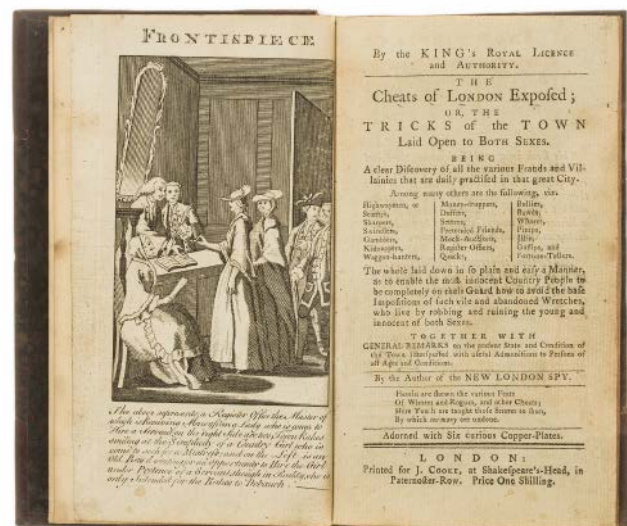 FRONTISPIECE
The above represents a Register Office the Master of
which is Receiving Money from a Lady who is come to
Hire a Servant on the right Side are two Town Rakes
smiling at the Simplicity of a Country Girl who is
come to seek for a Mistress and on the Left is an
Old Bawd waiting for an opportunity to Hire the Girl
under Pretence of a Servant, though in Reality she is
only Intended for the Rakes to Debauch
By the KING's ROYAL LICENCE
and AUTHORITY.
THE
Cheats of LONDON Exposed;
OR, THE
TRICKS of the TOWN
Laid Open to BOTH SEXES.
BEING
A clear Discovery of all the various Frauds and Vil-
lainies that are daily practised in that great City.
Among many others are the following, viz.
Highwaymen, or
Scamps,
Sharpers,
Swindlers,
Gamblers,
Kidnappers,
Waggon-hunters,
Money-droppers,
Duffers,
Setters,
Pretended Friends,
Mock-Auctions,
Register Offices,
Quacks,
Bullies,
Bawds,
Whores,
Pimps,
Jilts,
Gossips, and
Fortune-Tellers.
The whole laid down in so plain and easy a Manner,
as to enable the most innocent Country People to
be completely on their Guard how to avoid the base
Impositions of such vile and abandoned Wretches,
who live by robbing and ruining the young and
innocent of both Sexes.
TOGETHER WITH
GENERAL REMARKS on the present State and Condition of
the Town. Interspersed with useful Admonitions to Persons of
all Ages and Conditions.
By the Author of the NEW LONDON SPY.
Herein are shewn the various Feats
Of Whores and Rogues, and other Cheats;
Here Youth are taught those Snares to shun,
By which so many are undone.
Adorned with Six curious Copper-Plates.
LONDON:
Printed for J. COOKE, at Shakespeare's-Head, in
Paternoster-Row. Price One Shilling.